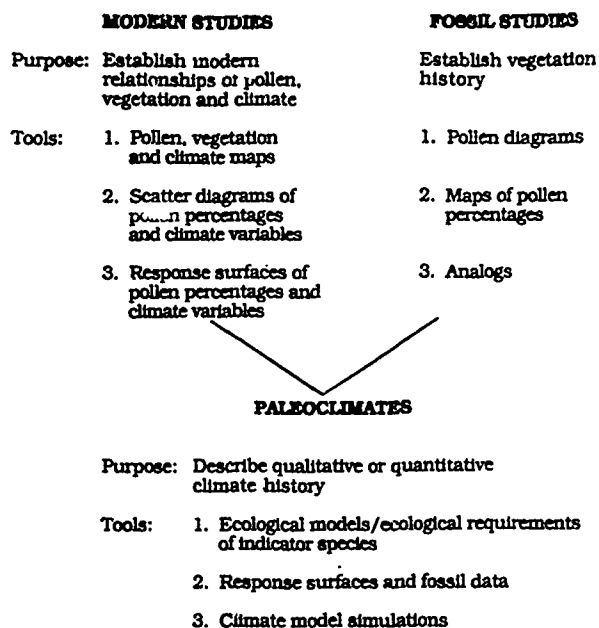 MODERN STUDIES
Purpose: Establish modern
relationships of pollen,
vegetation and climate
Tools: 1. Pollen, vegetation
and climate maps
2. Scatter diagrams of
percentages
and climate variables
3. Response surfaces of
pollen percentages and
climate variables
FOSSIL STUDIES
Establish vegetation
history
1. Pollen diagrams
2. Maps of pollen
percentages
3. Analogs
PALEOCLIMATES
Purpose: Describe qualitative or quantitative
climate history
Tools: 1. Ecological models/ecological requirements
of indicator species
2. Response surfaces and fossil data
3. Climate model simulations